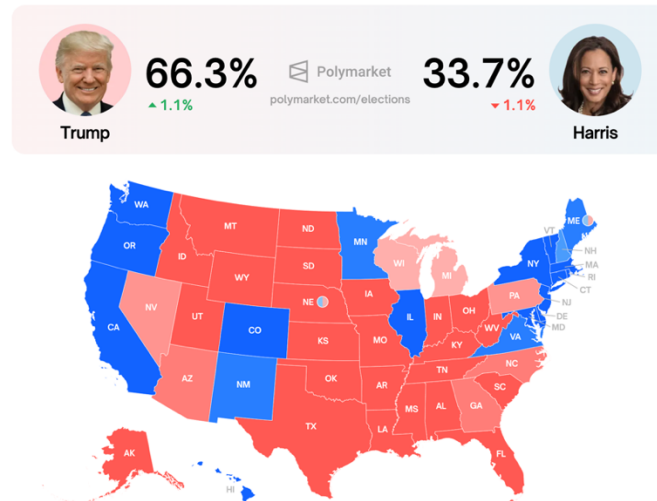 66.3%
▲ 1.1%
Trump
Polymarket
polymarket.com/elections
33.7%
▼ 1.1%
Harris
WA
MT
ND
MN
ME
VT
OR
ID
SD
WI
NY
NH
MA
WY
MI
RI
CT
NV
NE
IA
PA
NJ
UT
CO
IL
IN
OH
DE
MD
CA
KS
MO
WV
VA
KY
AZ
NM
OK
AR
TN
NC
SC
TX
MS
AL
GA
LA
AK
FL
HI